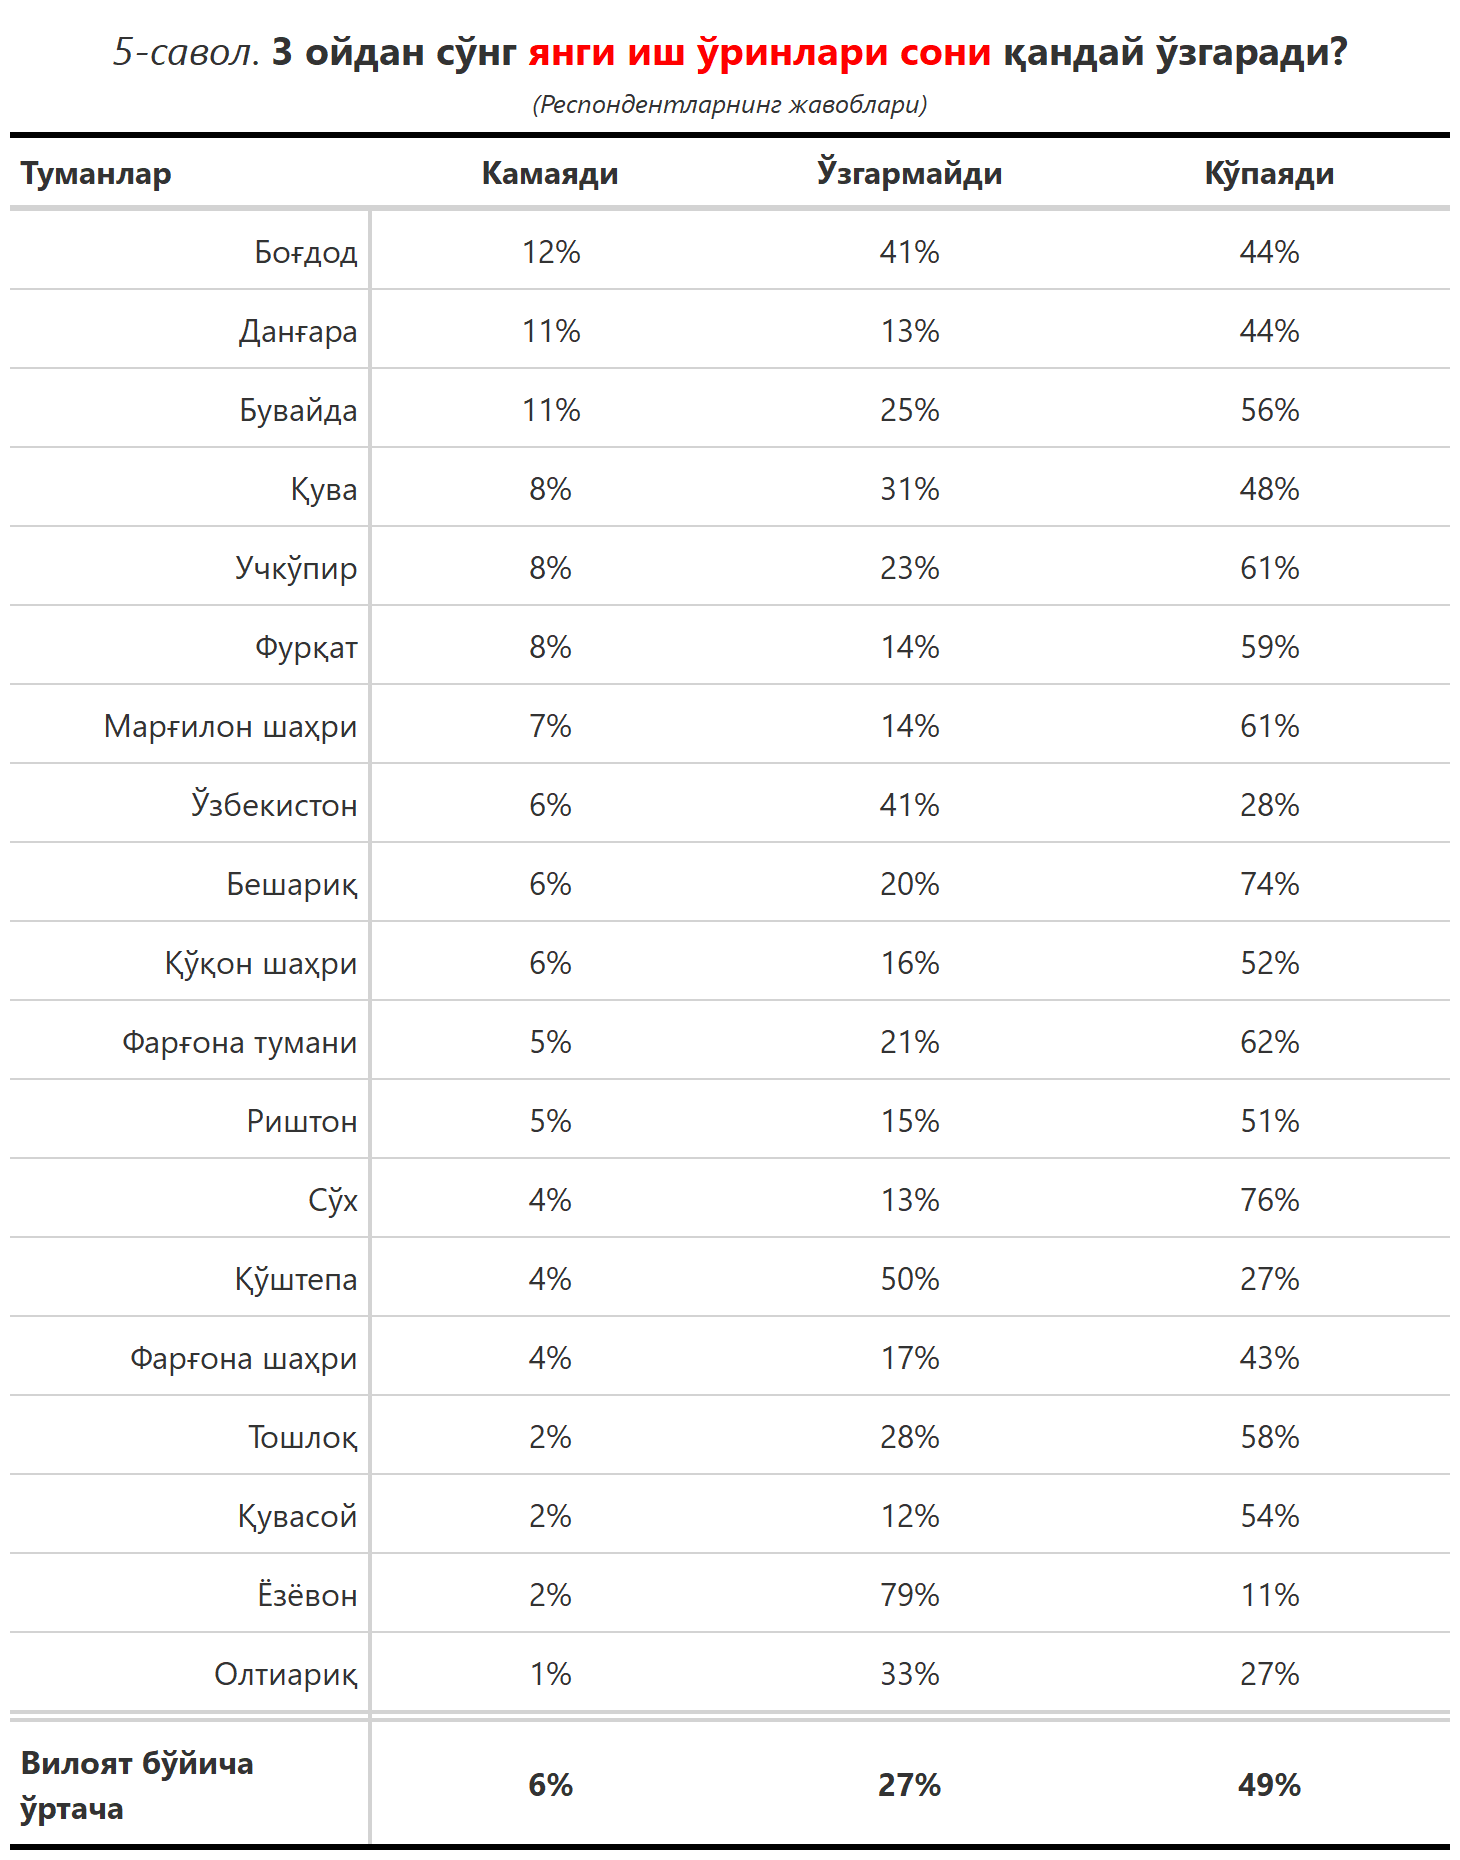 5-савол. 3 ойдан сўнг янги иш ўринлари сони қандай ўзгаради?
(Респондентларнинг жавоблари)
Туманлар Камаяди Ўзгармайди Кўпаяди
Боғдод 12% 41% 44%
Данғара 11% 13% 44%
Бувайда 11% 25% 56%
Қува 8% 31% 48%
Учкўпир 8% 23% 61%
Фурқат 8% 14% 59%
Марғилон шаҳри 7% 14% 61%
Ўзбекистон 6% 41% 28%
Бешариқ 6% 20% 74%
Қўқон шаҳри 6% 16% 52%
Фарғона тумани 5% 21% 62%
Риштон 5% 15% 51%
Сўх 4% 13% 76%
Қўштепа 4% 50% 27%
Фарғона шаҳри 4% 17% 43%
Тошлоқ 2% 28% 58%
Қувасой 2% 12% 54%
Ёзёвон 2% 79% 11%
Олтиариқ 1% 33% 27%
Вилоят бўйича
ўртача 6% 27% 49%